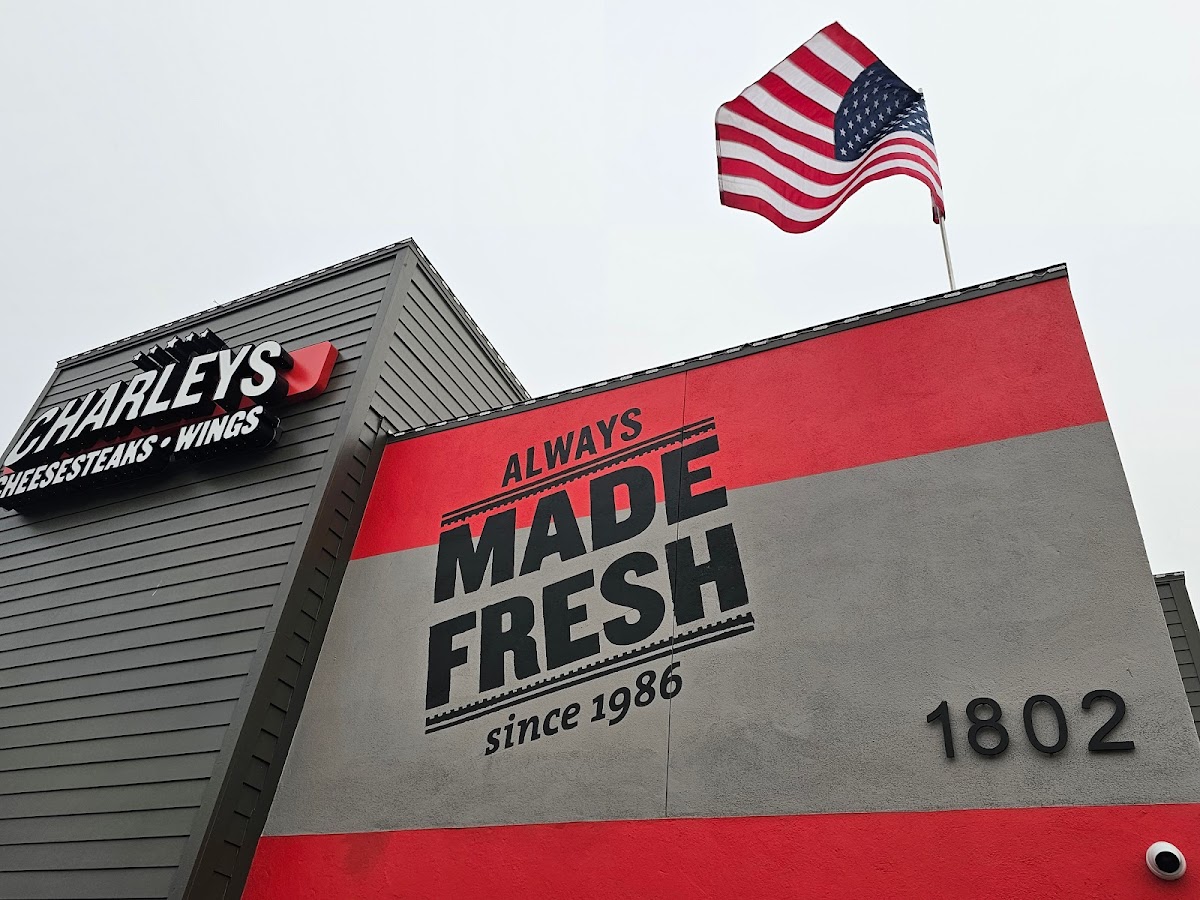 CHARLEYS
CHEESESTEAKS • WINGS
ALWAYS
MADE
FRESH
since 1986
1802